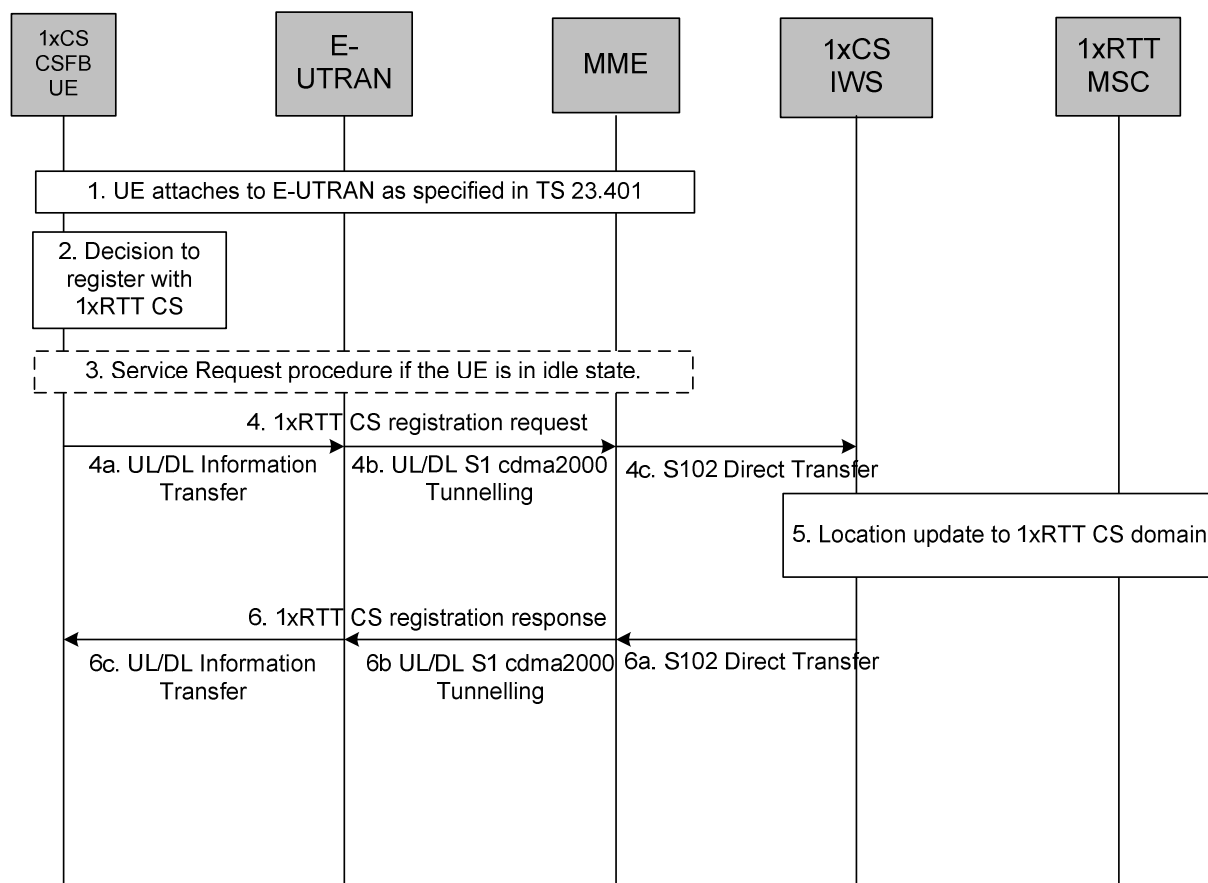 1xCS
CSFB
UE
E-
UTRAN
MME
1xCS
IWS
1xRTT
MSC
1. UE attaches to E-UTRAN as specified in TS 23.401
2. Decision to
register with
1xRTT CS
3. Service Request procedure if the UE is in idle state.
4. 1xRTT CS registration request
4a. UL/DL Information
Transfer
4b. UL/DL S1 cdma2000
Tunnelling
4c. S102 Direct Transfer
5. Location update to 1xRTT CS domain
6. 1xRTT CS registration response
6c. UL/DL Information
Transfer
6b UL/DL S1 cdma2000
Tunnelling
6a. S102 Direct Transfer